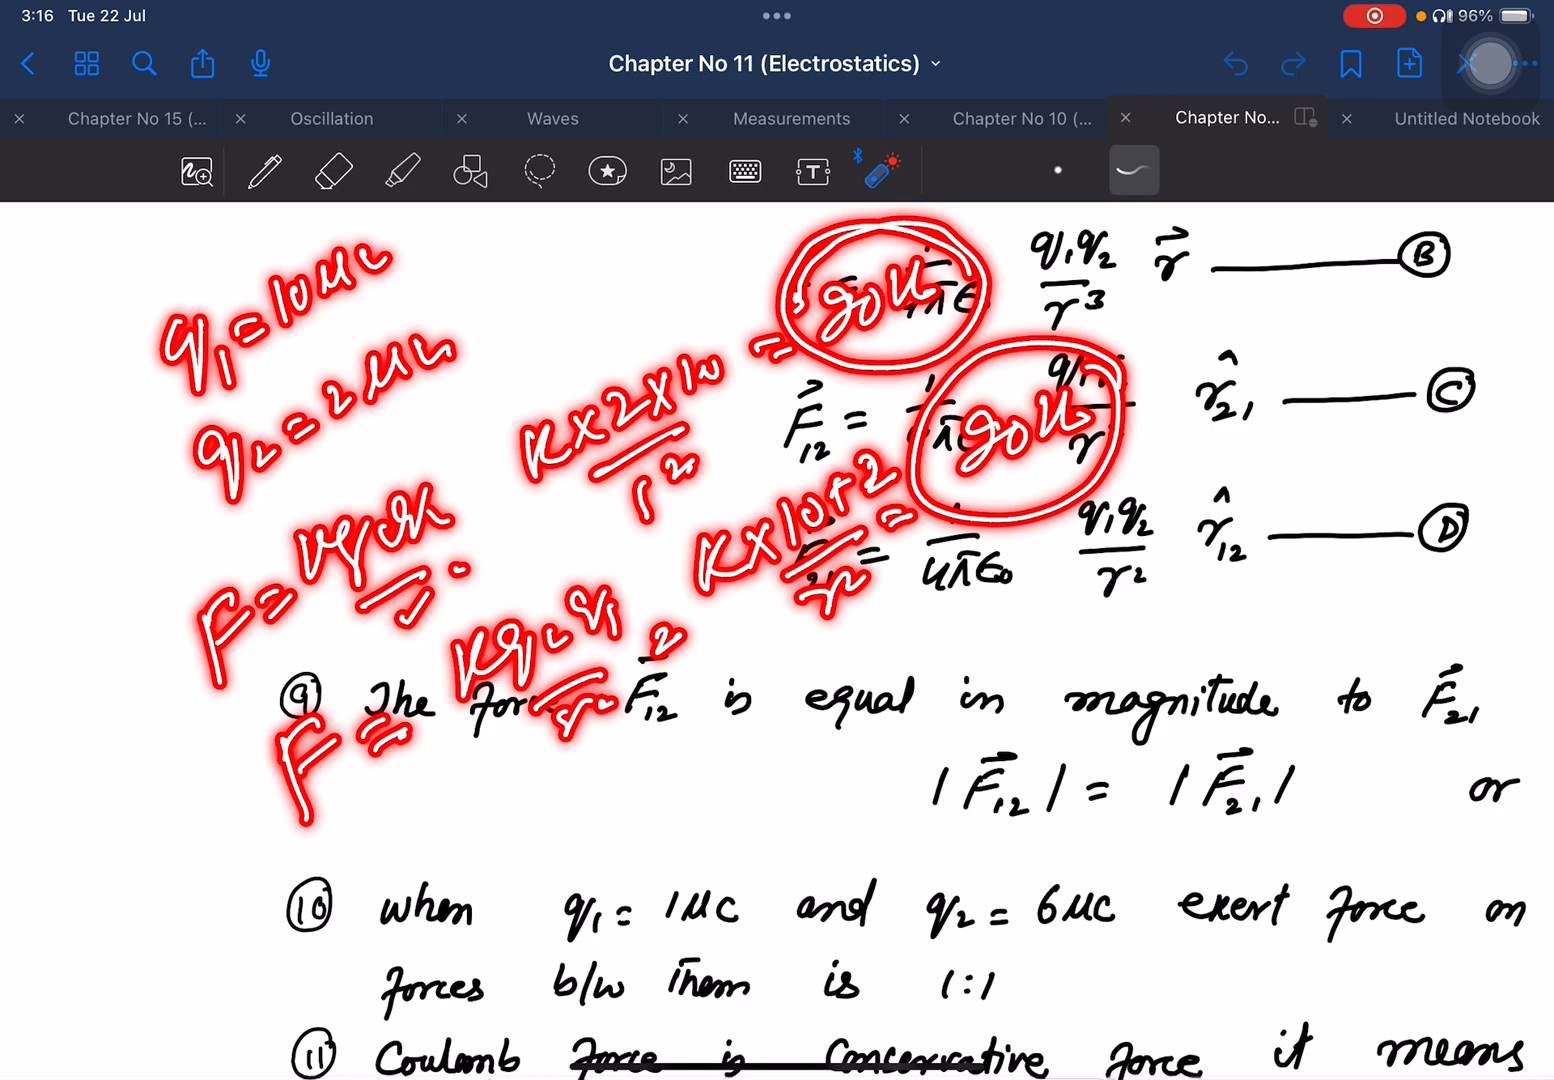 3:16 Tue 22 Jul
96%
Chapter No 11 (Electrostatics)
Chapter No 15 (...
Oscillation
Waves
Measurements
Chapter No 10 (...
Chapter No...
Untitled Notebook
q₁q₂/r³ r⃗ B
q₁ = 10μc
q₂ = 2μc
K×2×10/r² = 20K
F⃗₁₂ = r̂₂₁ C
K×10×2/r² = 20K
= 1/4πε₀ q₁q₂/r² r̂₁₂ D
F =
F = Kq₂q₁/r²
9 The F⃗₁₂ is equal in magnitude to F⃗₂₁
|F⃗₁₂| = |F⃗₂₁| or
10 when q₁ = 1μc and q₂ = 6μc exert force on
forces b/w them is 1:1
11 Coulomb force is Conservative force it means